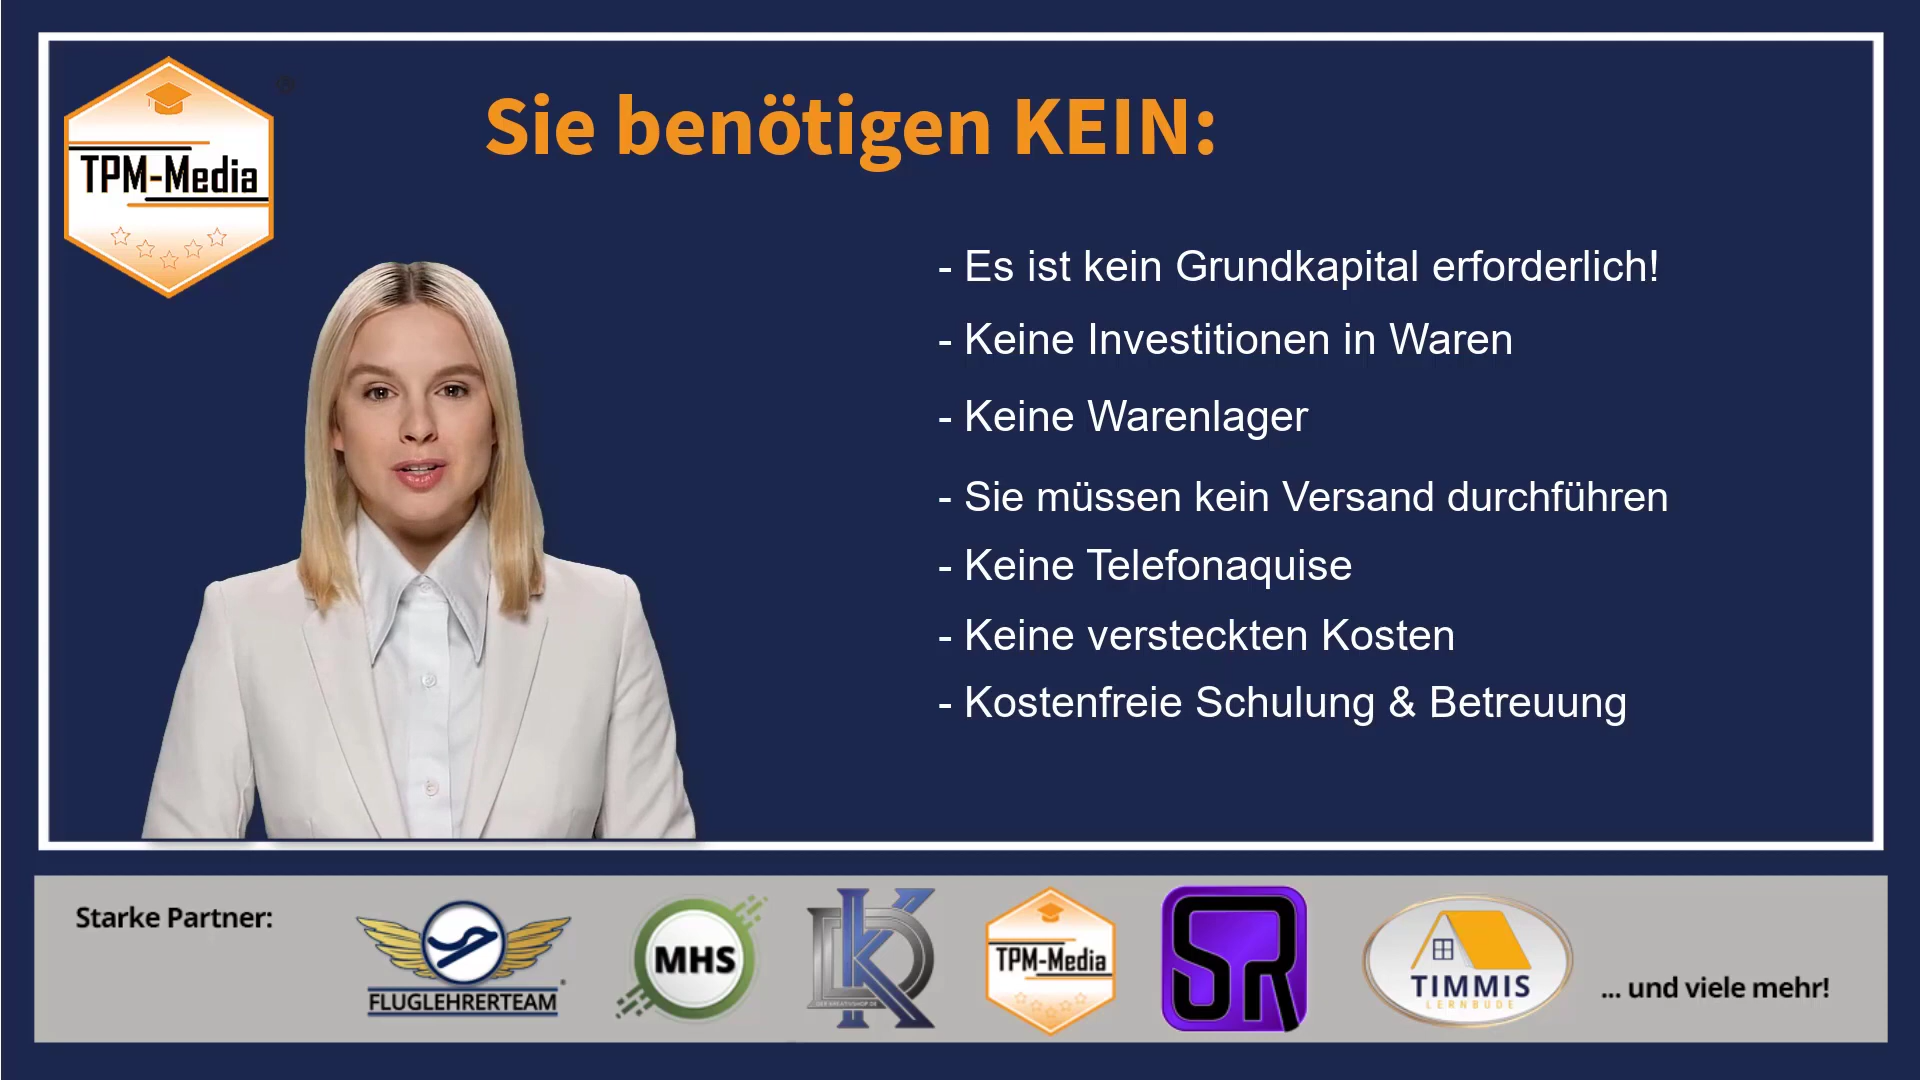 TPM-Media
Sie benötigen KEIN:
- Es ist kein Grundkapital erforderlich!
- Keine Investitionen in Waren
- Keine Warenlager
- Sie müssen kein Versand durchführen
- Keine Telefonaquise
- Keine versteckten Kosten
- Kostenfreie Schulung & Betreuung
Starke Partner:
FLUGLEHRERTEAM
MHS
DK
TPM-Media
SR
TIMMIS
LERNBUDE
... und viele mehr!